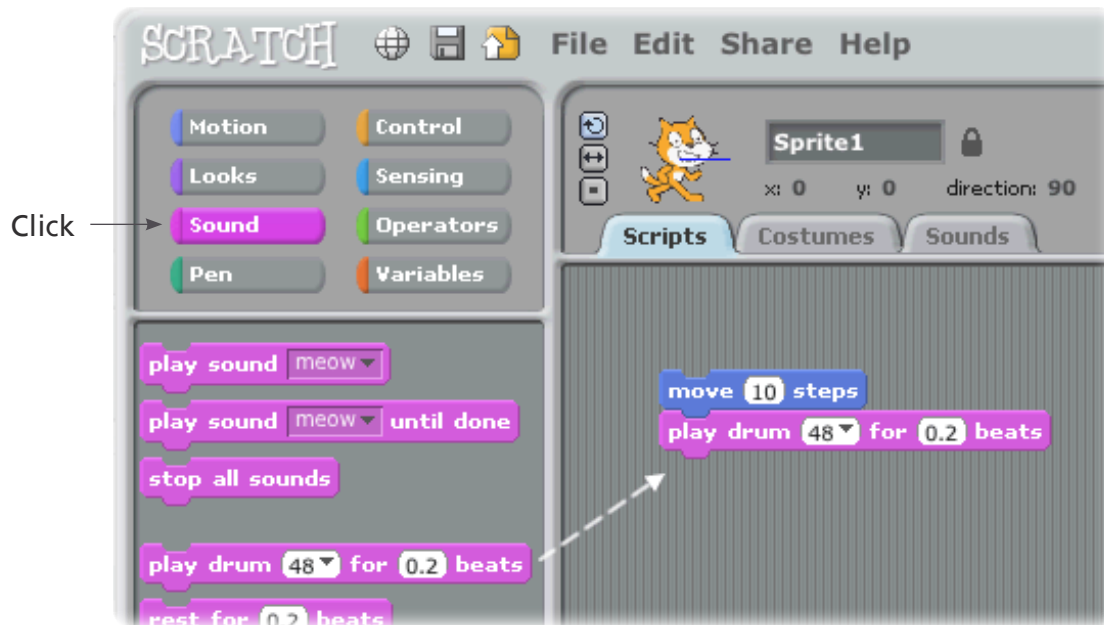 SCRATCH File Edit Share Help
Motion Control
Looks Sensing
Click Sound Operators
Pen Variables
Sprite1
x: 0 y: 0 direction: 90
Scripts Costumes Sounds
play sound meow
play sound meow until done
stop all sounds
play drum 48 for 0.2 beats
rest for 0.2 beats
move 10 steps
play drum 48 for 0.2 beats